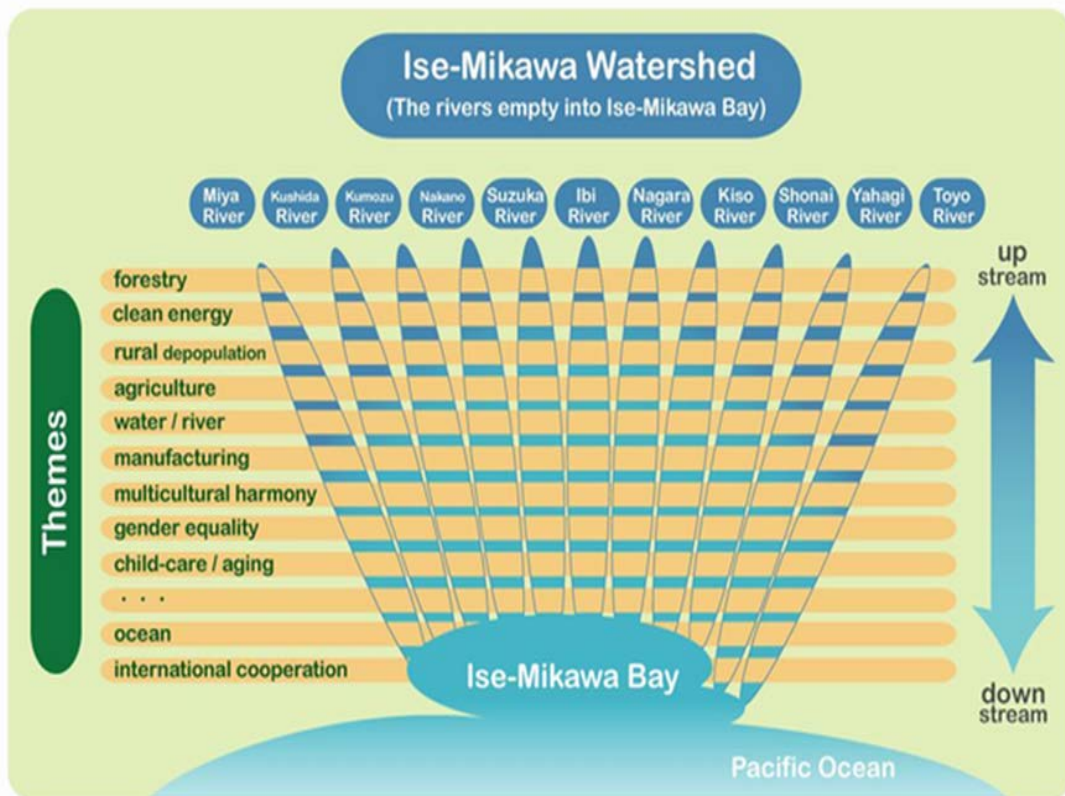 Ise-Mikawa Watershed
(The rivers empty into Ise-Mikawa Bay)
Miya River
Kushida River
Kumozu River
Nakano River
Suzuka River
Ibi River
Nagara River
Kiso River
Shonai River
Yahagi River
Toyo River
up
stream
Themes
forestry
clean energy
rural depopulation
agriculture
water / river
manufacturing
multicultural harmony
gender equality
child-care / aging
· · ·
ocean
international cooperation
Ise-Mikawa Bay
down
stream
Pacific Ocean